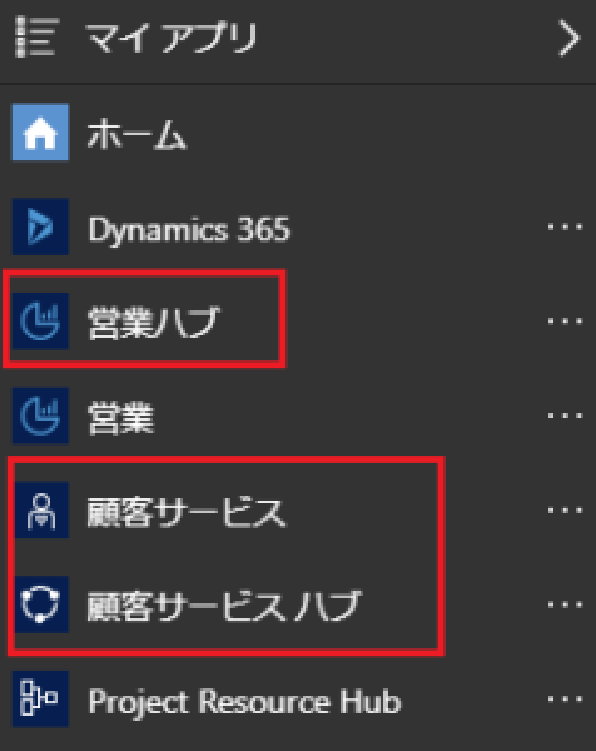 マイ アプリ
ホーム
Dynamics 365
営業ハブ
営業
顧客サービス
顧客サービス ハブ
Project Resource Hub